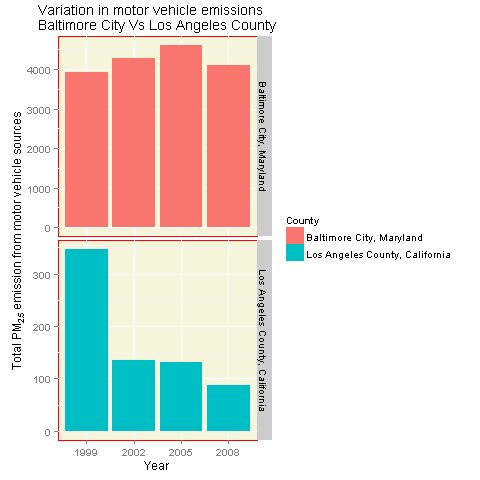 Variation in motor vehicle emissions
Baltimore City Vs Los Angeles County
Total PM2.5 emission from motor vehicle sources
4000
3000
2000
1000
0
Baltimore City, Maryland
300
200
100
0
Los Angeles County, California
1999
2002
2005
2008
Year
County
Baltimore City, Maryland
Los Angeles County, California